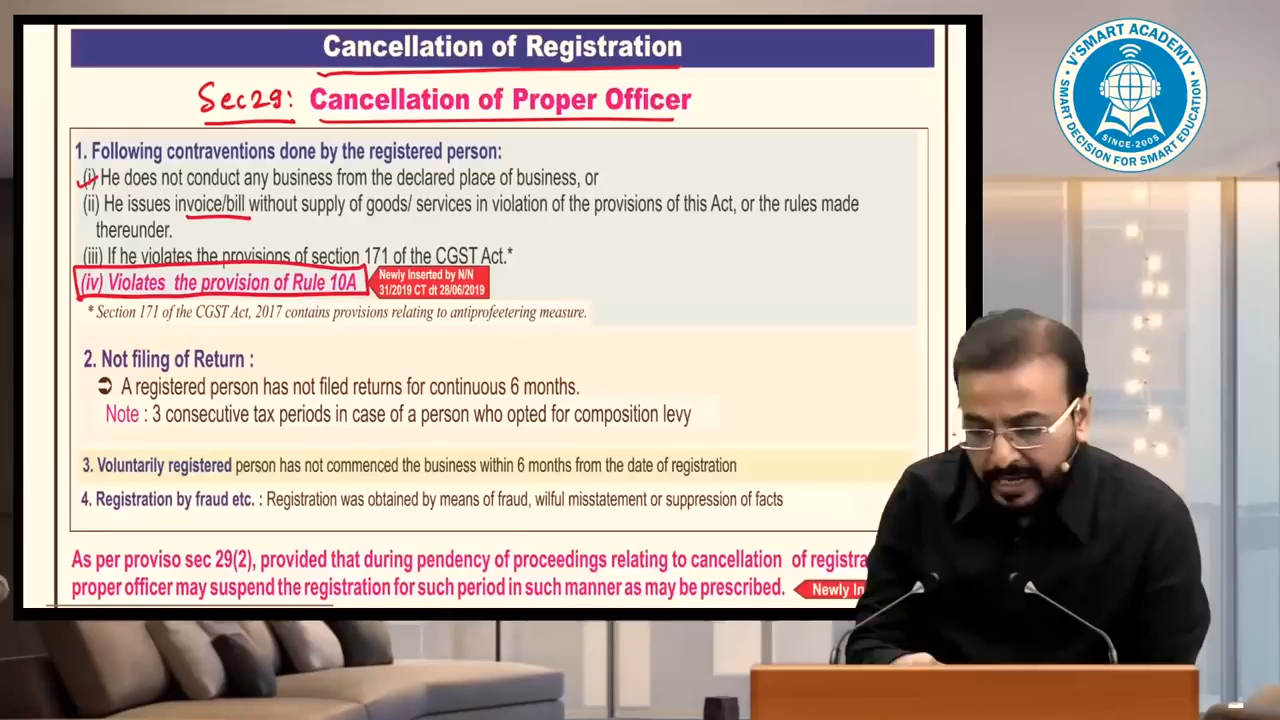 Cancellation of Registration
Sec 29: Cancellation of Proper Officer
1. Following contraventions done by the registered person:
(i) He does not conduct any business from the declared place of business, or
(ii) He issues invoice/bill without supply of goods/ services in violation of the provisions of this Act, or the rules made
thereunder.
(iii) If he violates the provisions of section 171 of the CGST Act.*
(iv) Violates the provision of Rule 10A
Newly Inserted by N/N
31/2019 CT dt 28/06/2019
* Section 171 of the CGST Act, 2017 contains provisions relating to antiprofeetering measure.
2. Not filing of Return :
➲ A registered person has not filed returns for continuous 6 months.
Note : 3 consecutive tax periods in case of a person who opted for composition levy
3. Voluntarily registered person has not commenced the business within 6 months from the date of registration
4. Registration by fraud etc. : Registration was obtained by means of fraud, wilful misstatement or suppression of facts
As per proviso sec 29(2), provided that during pendency of proceedings relating to cancellation of registra
proper officer may suspend the registration for such period in such manner as may be prescribed.
Newly In
V'SMART ACADEMY
SMART DECISION FOR SMART EDUCATION
SINCE-2005